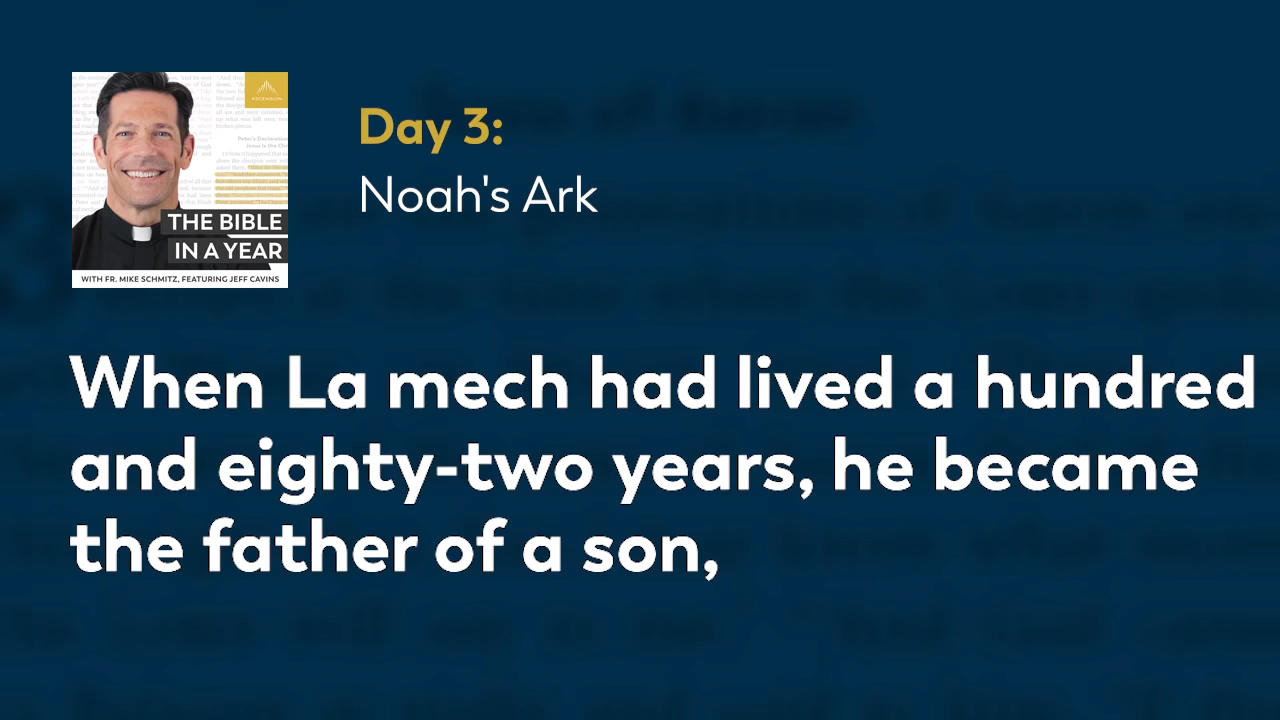 ASCENSION
THE BIBLE
IN A YEAR
WITH FR. MIKE SCHMITZ, FEATURING JEFF CAVINS
Day 3:
Noah's Ark
When La mech had lived a hundred
and eighty-two years, he became
the father of a son,